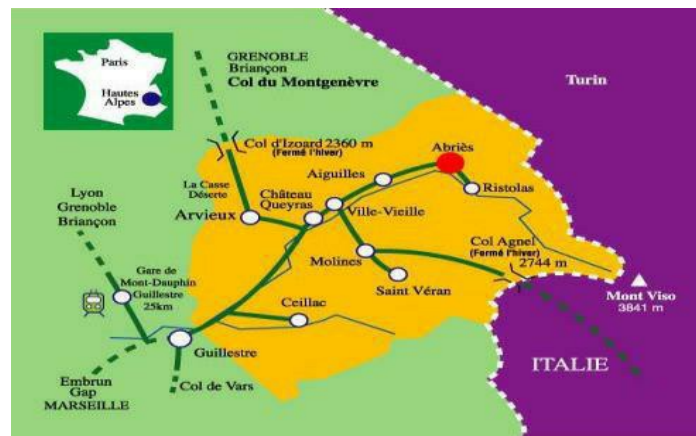 Paris
Hautes
Alpes
GRENOBLE
Briançon
Col du Montgenèvre
Turin
Col d'Izoard 2360 m
(Fermé l'hiver)
Abriès
Aiguilles
Ristolas
La Casse
Déserte
Château
Queyras
Arvieux
Ville-Vieille
Lyon
Grenoble
Briançon
Col Agnel
(Fermé l'hiver)
2744 m
Molines
Saint Véran
Gare de
Mont-Dauphin
Guillestre
25km
Mont Viso
3841 m
Ceillac
Guillestre
ITALIE
Embrun
Gap
MARSEILLE
Col de Vars